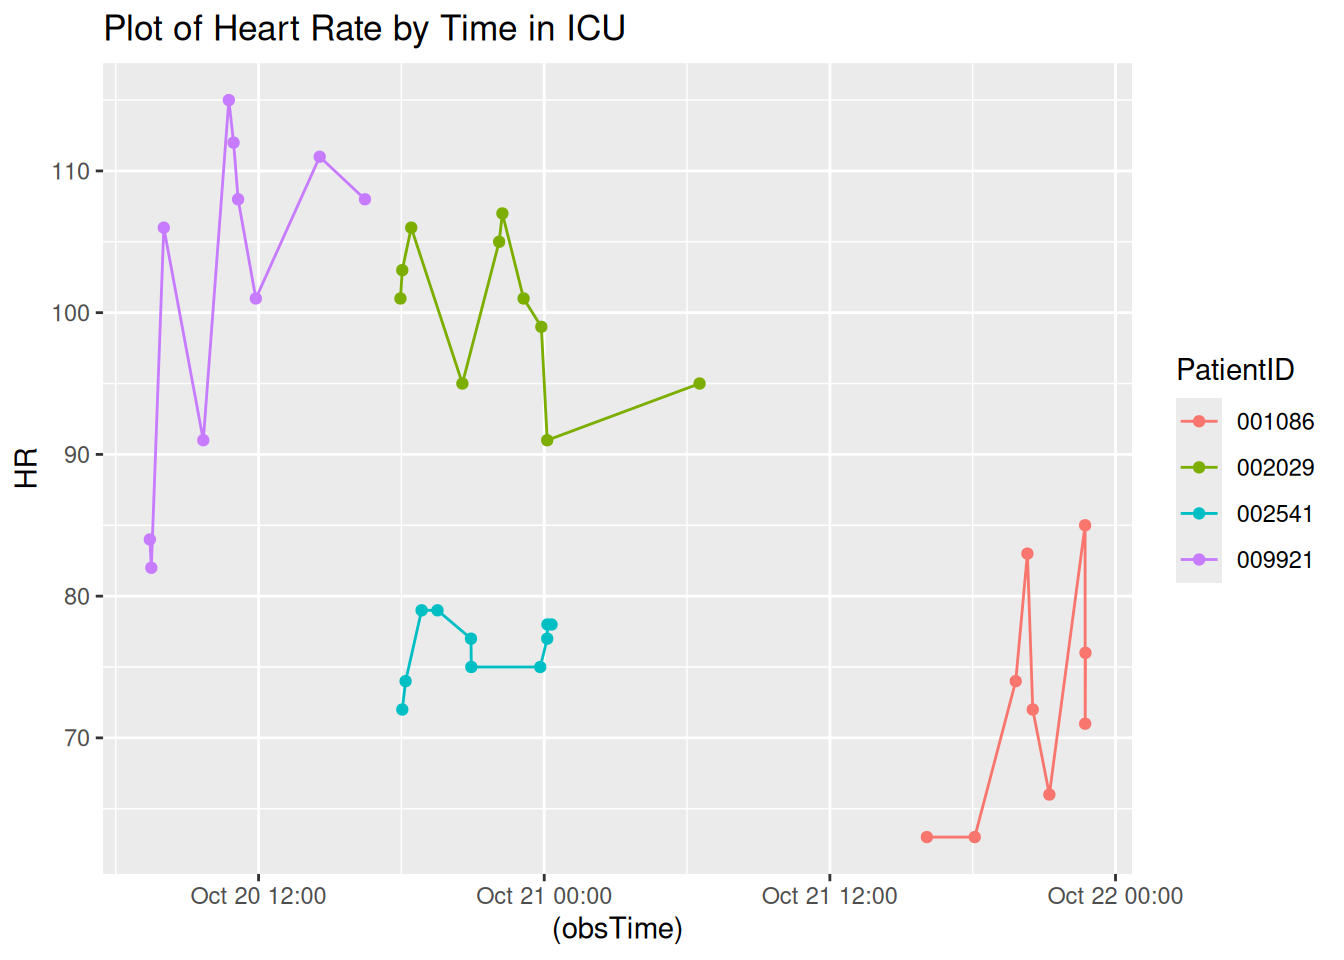 Plot of Heart Rate by Time in ICU
HR
110
100
90
80
70
Oct 20 12:00
Oct 21 00:00
Oct 21 12:00
Oct 22 00:00
(obsTime)
PatientID
001086
002029
002541
009921